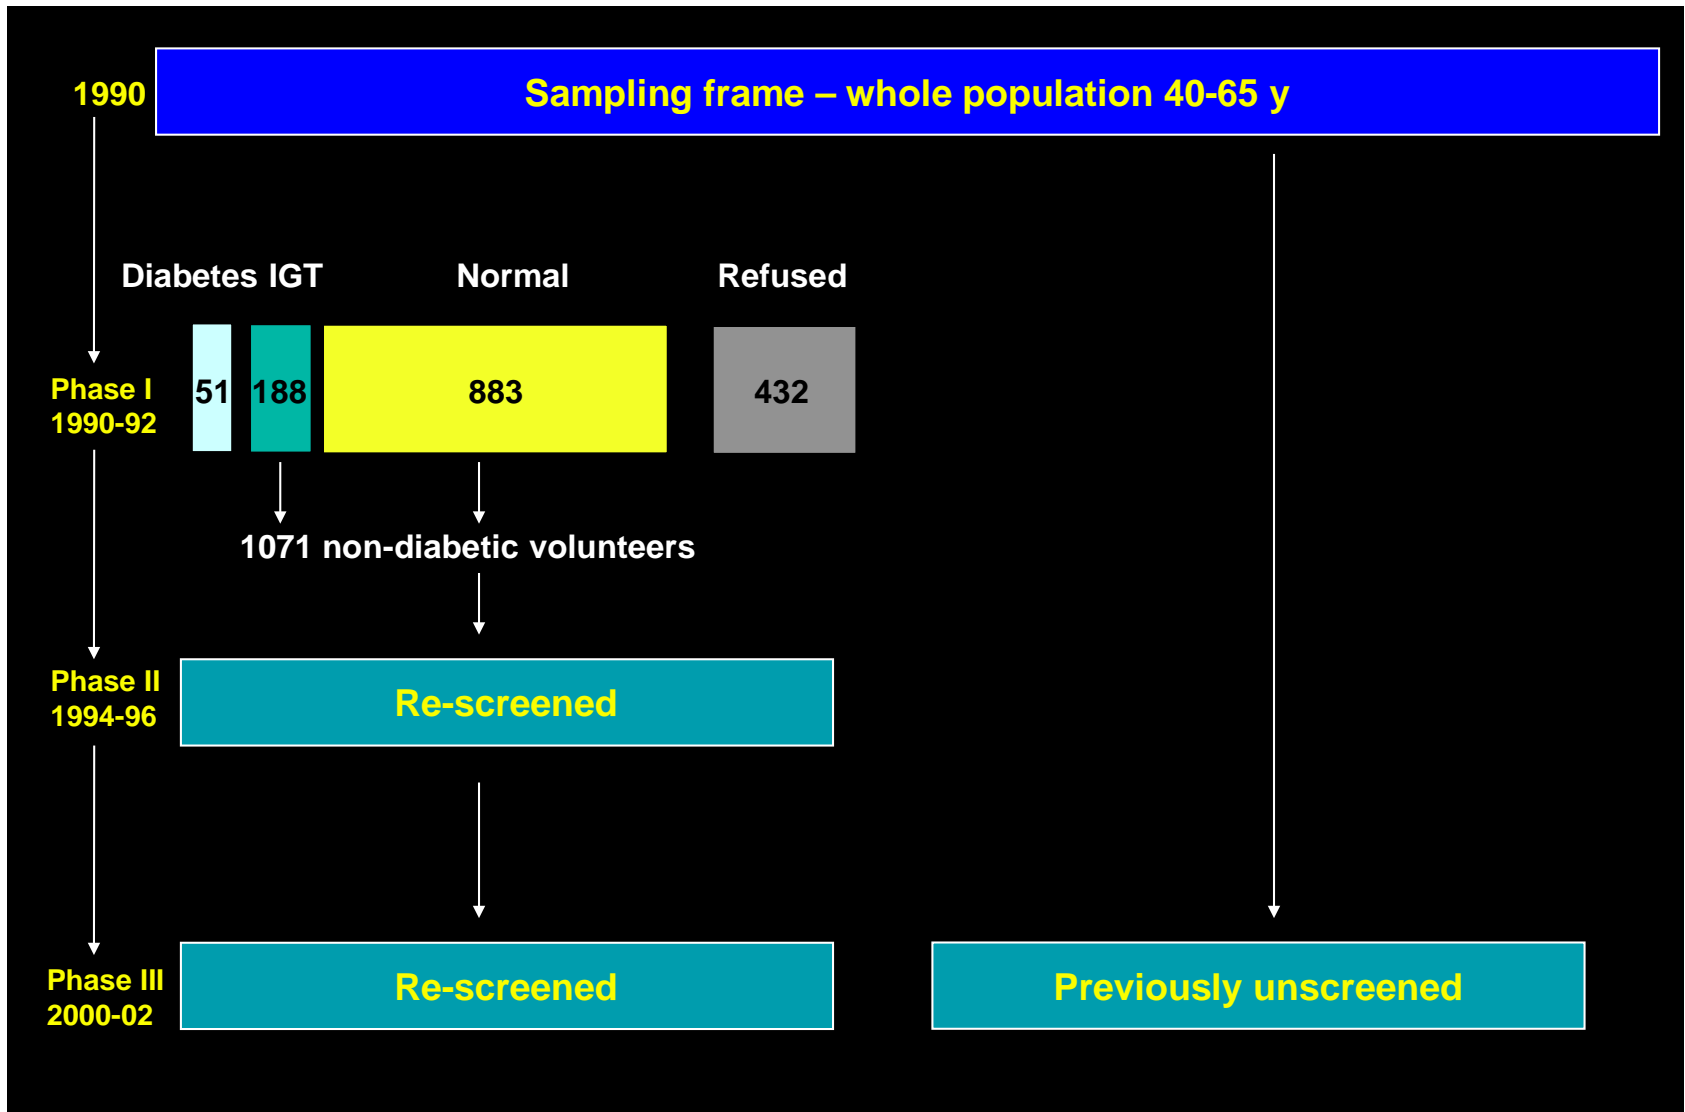 1990
Sampling frame – whole population 40-65 y
Diabetes IGT
Normal
Refused
Phase I
1990-92
51
188
883
432
1071 non-diabetic volunteers
Phase II
1994-96
Re-screened
Phase III
2000-02
Re-screened
Previously unscreened